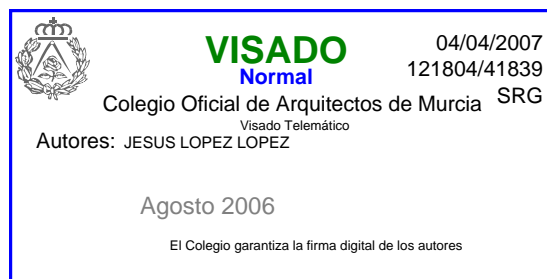 VISADO 04/04/2007
Normal 121804/41839
Colegio Oficial de Arquitectos de Murcia SRG
Visado Telemático
Autores: JESUS LOPEZ LOPEZ
Agosto 2006
El Colegio garantiza la firma digital de los autores